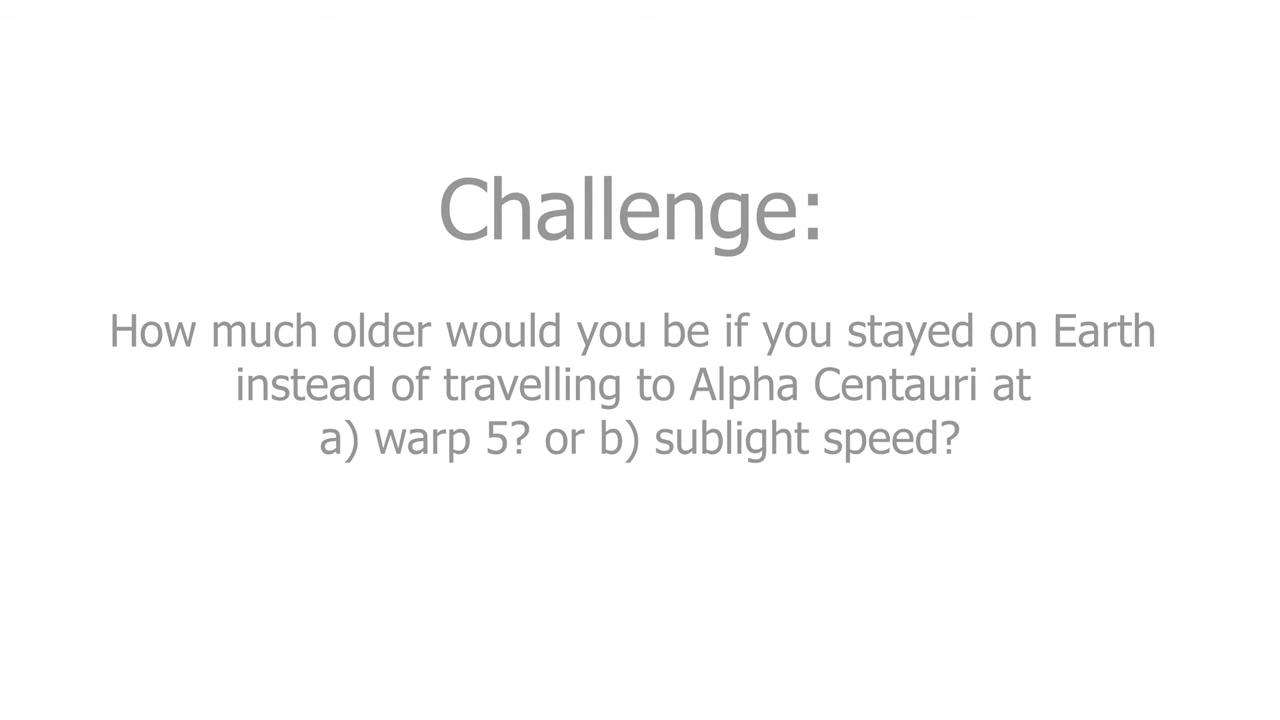 Challenge:
How much older would you be if you stayed on Earth
instead of travelling to Alpha Centauri at
a) warp 5? or b) sublight speed?